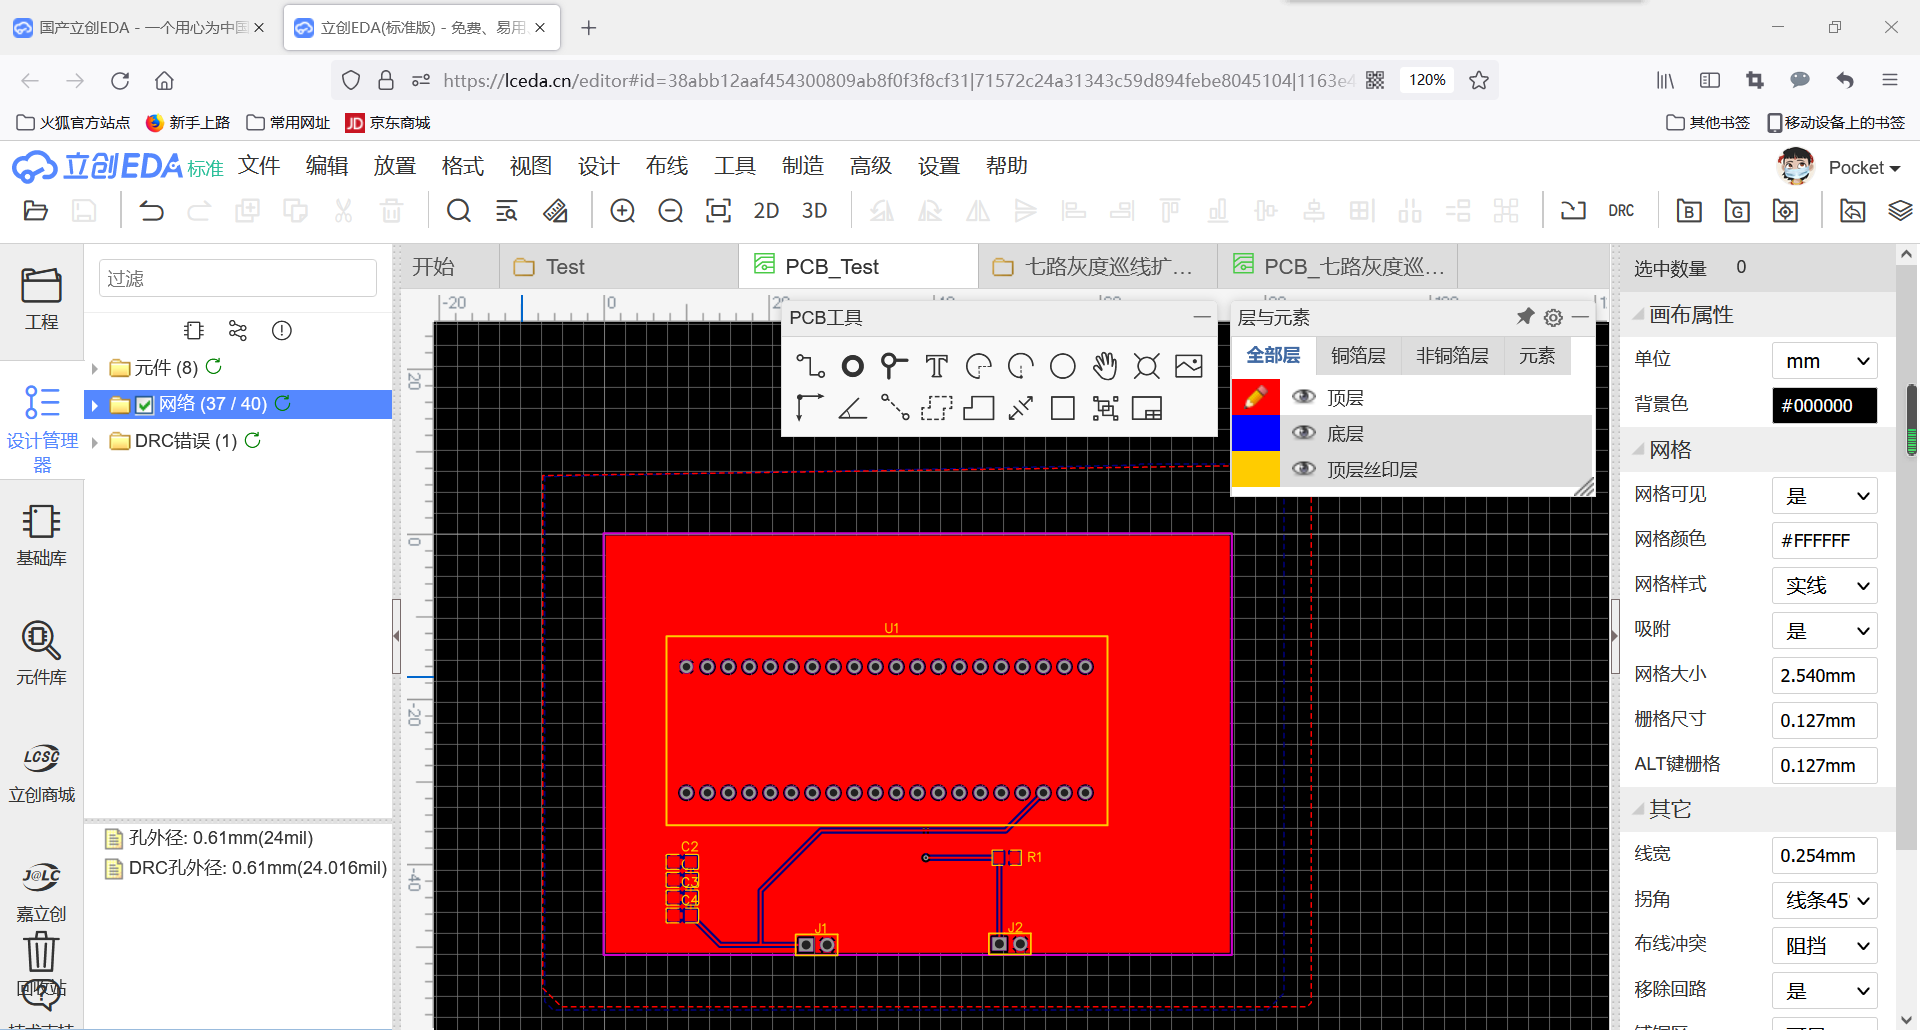 国产立创EDA - 一个用心为中国
立创EDA(标准版) - 免费、易用
https://lceda.cn/editor#id=38abb12aaf454300809ab8f0f3f8cf31|71572c24a31343c59d894febe8045104|1163e4
120%
火狐官方站点
新手上路
常用网址
JD 京东商城
其他书签
移动设备上的书签
立创EDA 标准
文件 编辑 放置 格式 视图 设计 布线 工具 制造 高级 设置 帮助
Pocket
2D 3D
DRC
B G
工程
设计管理器
基础库
元件库
LCSC
立创商城
J@LC
嘉立创
回收站
过滤
元件 (8)
网络 (37 / 40)
DRC错误 (1)
孔外径: 0.61mm(24mil)
DRC孔外径: 0.61mm(24.016mil)
开始
Test
PCB_Test
七路灰度巡线扩...
PCB_七路灰度巡...
-20 0
20
0
-20
-40
PCB工具
层与元素
全部层 铜箔层 非铜箔层 元素
顶层
底层
顶层丝印层
U1
C2
C3
C4
R1
J1
J2
选中数量 0
画布属性
单位 mm
背景色 #000000
网格
网格可见 是
网格颜色 #FFFFFF
网格样式 实线
吸附 是
网格大小 2.540mm
栅格尺寸 0.127mm
ALT键栅格 0.127mm
其它
线宽 0.254mm
拐角 线条45°
布线冲突 阻挡
移除回路 是